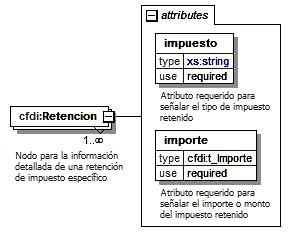 attributes
impuesto
type xs:string
use required
Atributo requerido para
señalar el tipo de impuesto
retenido
cfdi:Retencion
1..∞
Nodo para la información
detallada de una retención
de impuesto específico
importe
type cfdi:t_Importe
use required
Atributo requerido para
señalar el importe o monto
del impuesto retenido